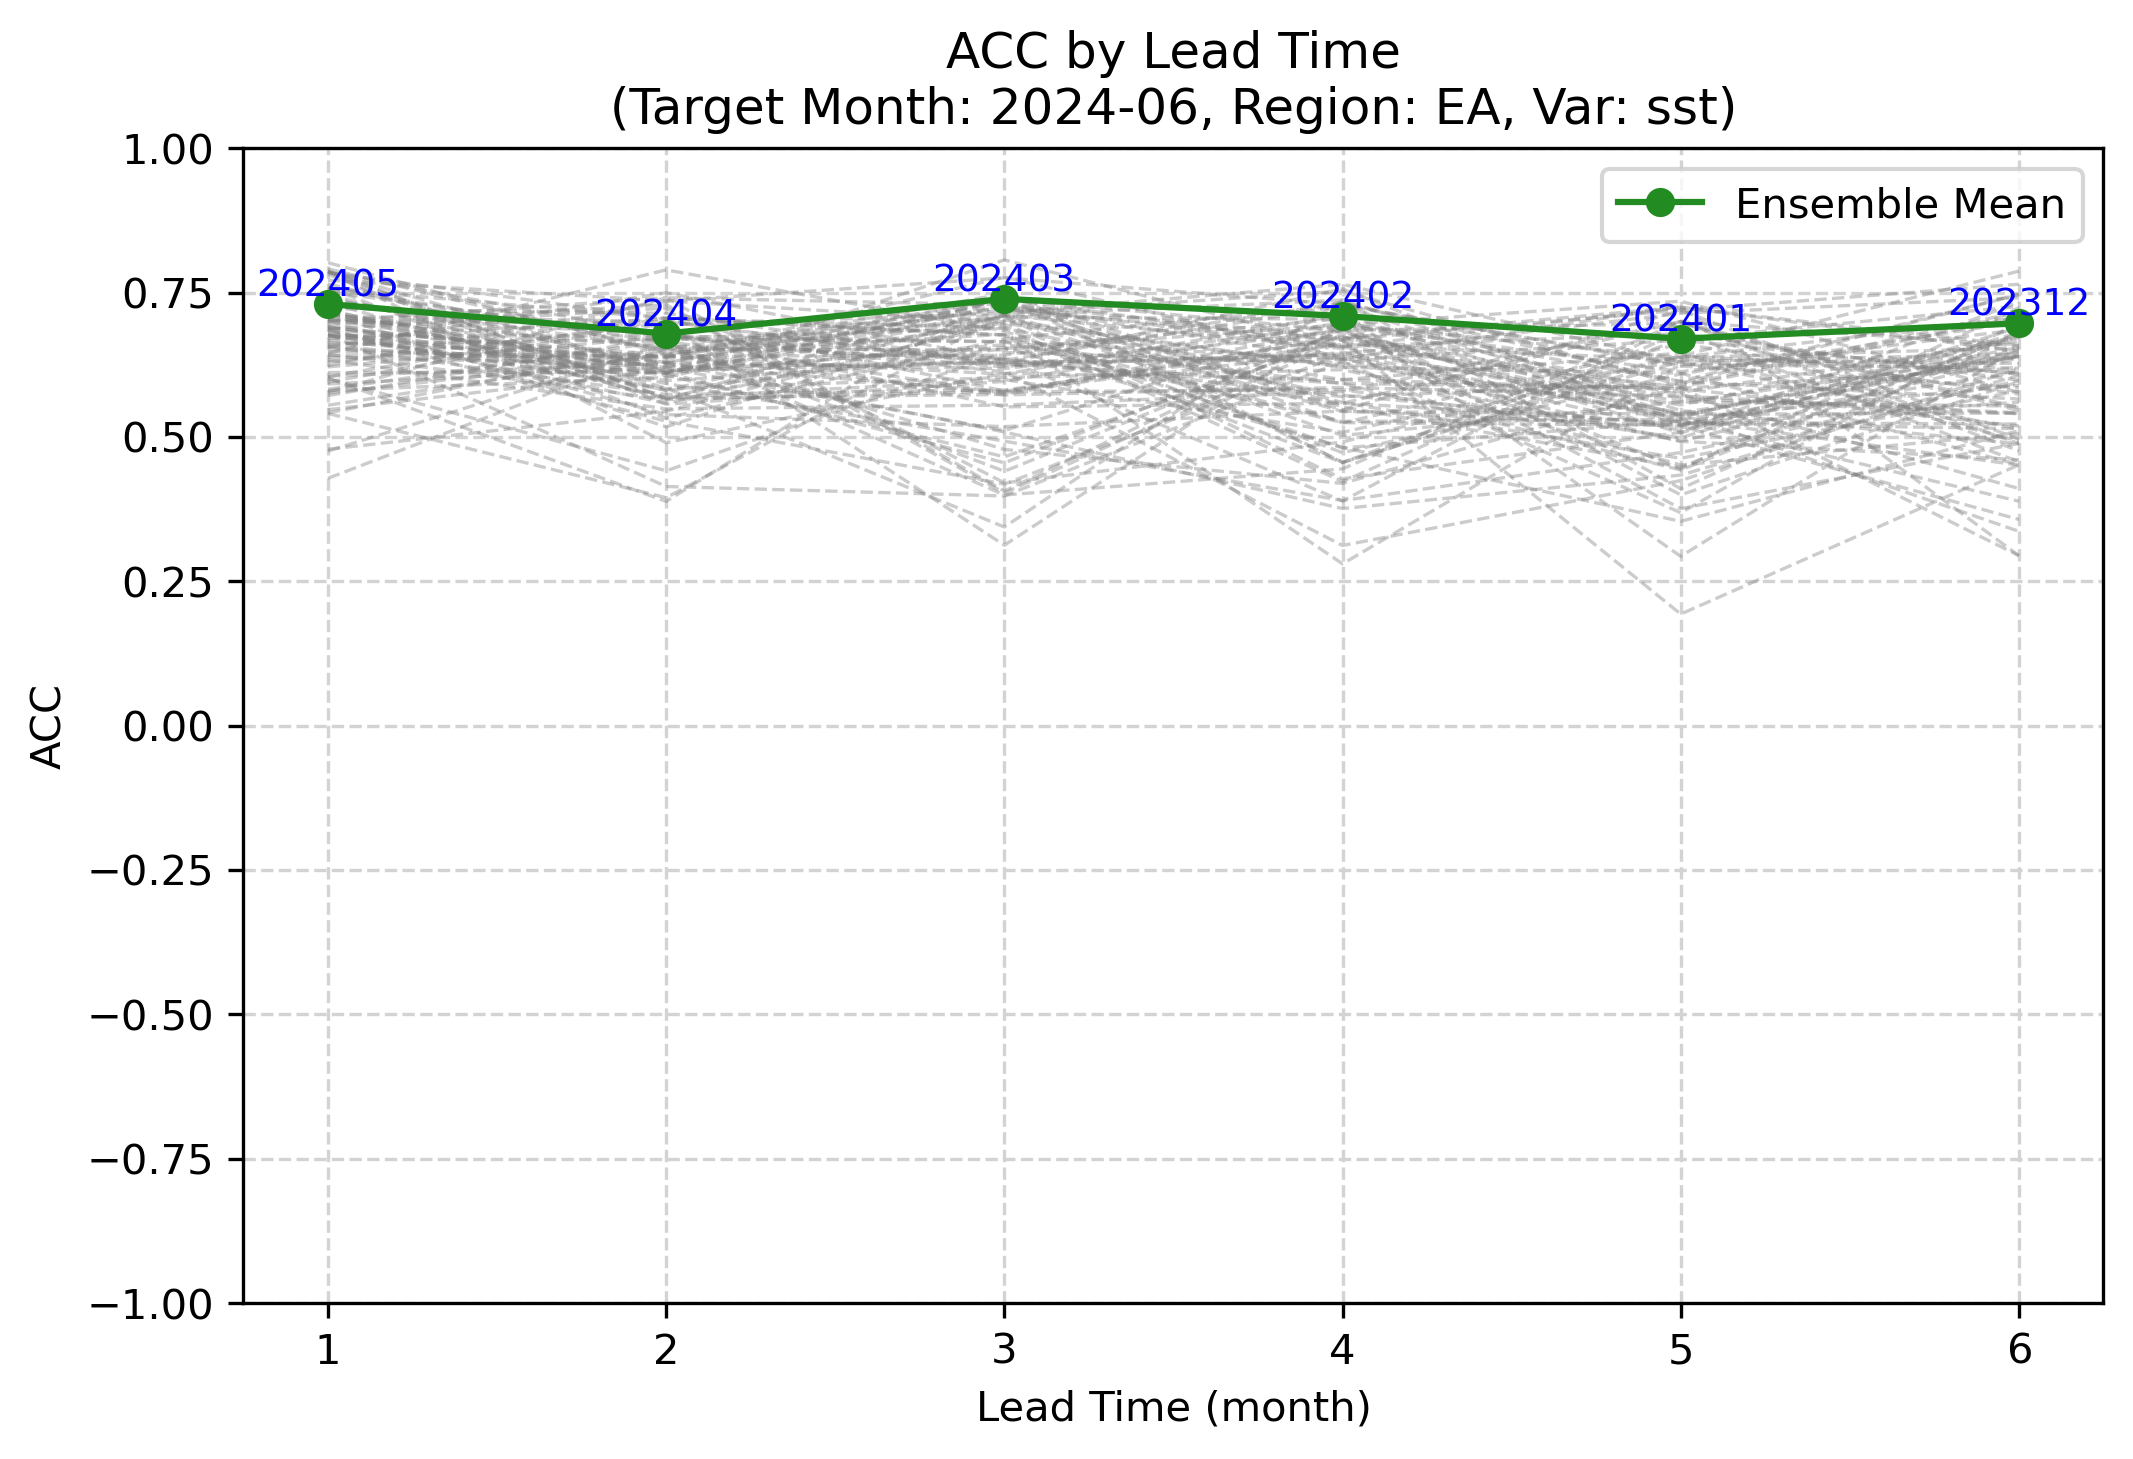 ACC by Lead Time
(Target Month: 2024-06, Region: EA, Var: sst)
Ensemble Mean
1.00
0.75
0.50
0.25
0.00
−0.25
−0.50
−0.75
−1.00
ACC
202405
202404
202403
202402
202401
202312
1 2 3 4 5 6
Lead Time (month)